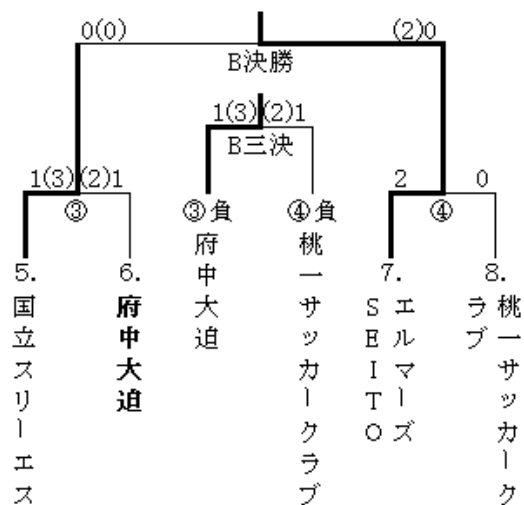 0(0) (2)0
B決勝
1(3) (2)1
B三決
1(3) (2)1
2 0
③
③負
④負
④
5.
国立スリーエス
6.
府中大迫
府中大迫
桃一サッカークラブ
7.
エルマーズ
SEITO
8.
桃一サッカーク
ラブ